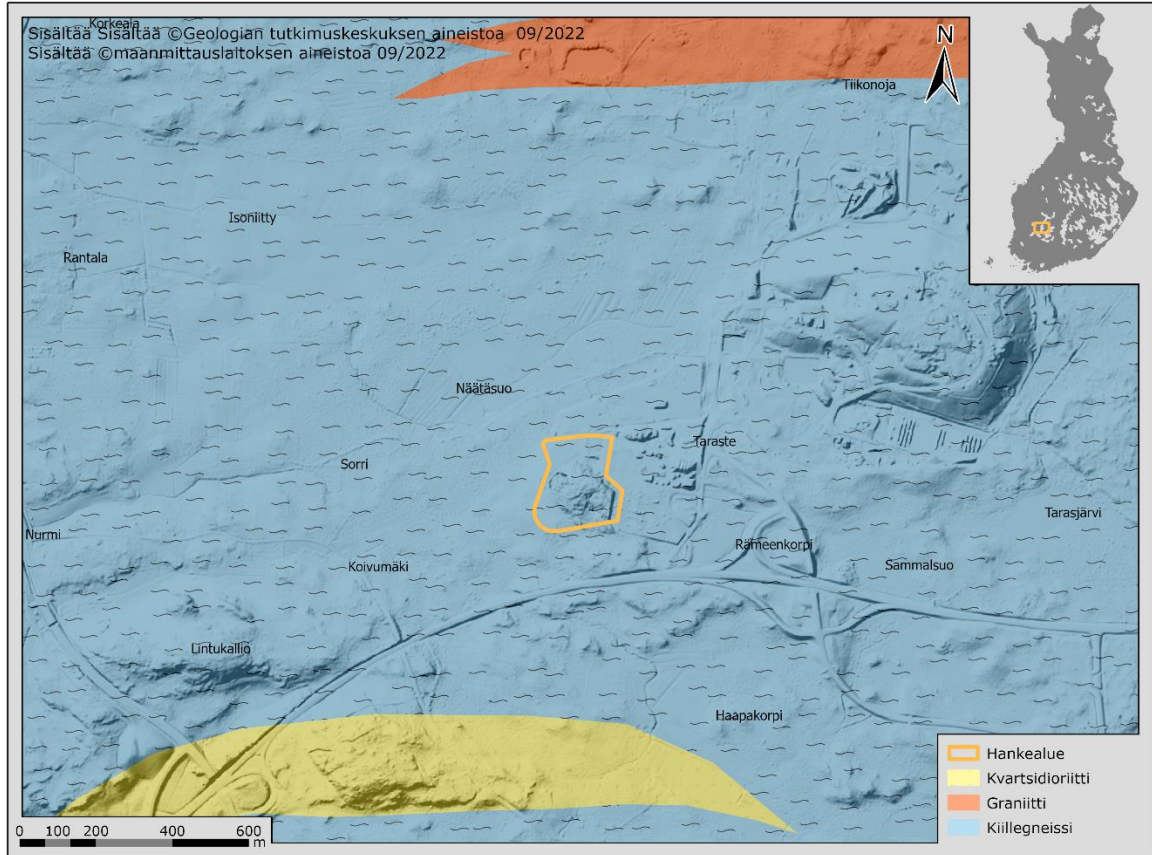 Korkeala
Sisältää Sisältää ©Geologian tutkimuskeskuksen aineistoa 09/2022
Sisältää ©maanmittauslaitoksen aineistoa 09/2022
N
Tiikonoja
Isoniitty
Rantala
Näätäsuo
Taraste
Sorri
Tarasjärvi
Nurmi
Rämeenkorpi
Koivumäki
Sammalsuo
Lintukallio
Haapakorpi
Hankealue
Kvartsidioriitti
Graniitti
Kiillegneissi
0 100 200 400 600
m